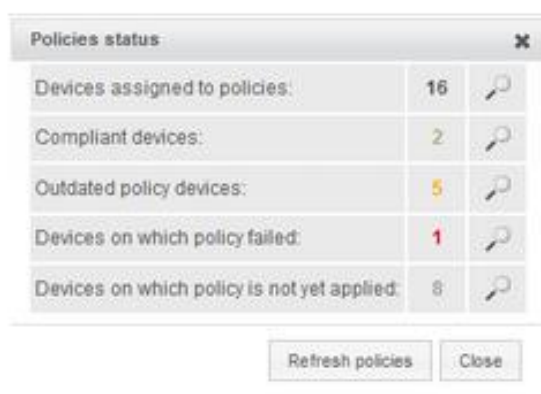 Policies status
Devices assigned to policies: 16
Compliant devices: 2
Outdated policy devices: 5
Devices on which policy failed: 1
Devices on which policy is not yet applied: 8
Refresh policies Close